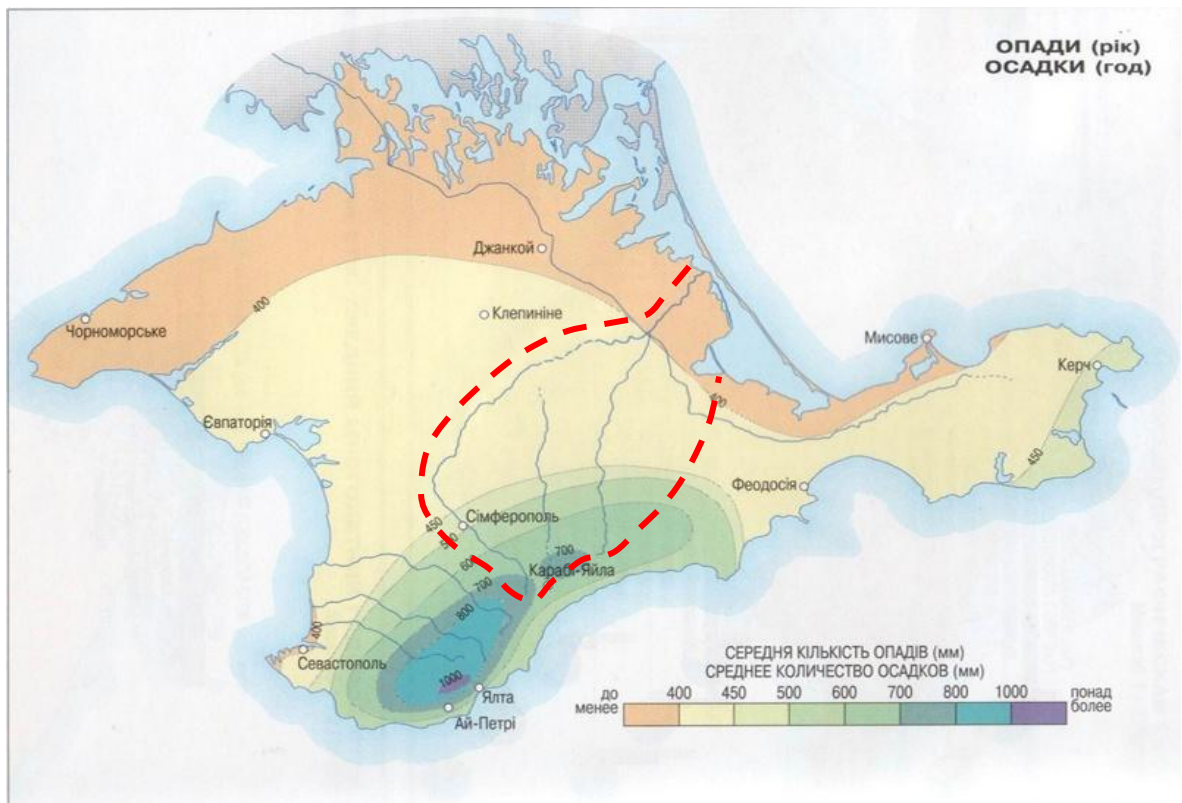 ОПАДИ (рік)
ОСАДКИ (год)
Джанкой
400
Клепиніне
Чорноморське
Мисове
Керч
400
Євпаторія
450
Феодосія
Сімферополь
450
500
700
600
Карабі-Яйла
700
800
400
Севастополь
1000
Ялта
Ай-Петрі
СЕРЕДНЯ КІЛЬКІСТЬ ОПАДІВ (мм)
СРЕДНЕЕ КОЛИЧЕСТВО ОСАДКОВ (мм)
до 400 450 500 600 700 800 1000 понад
менее более